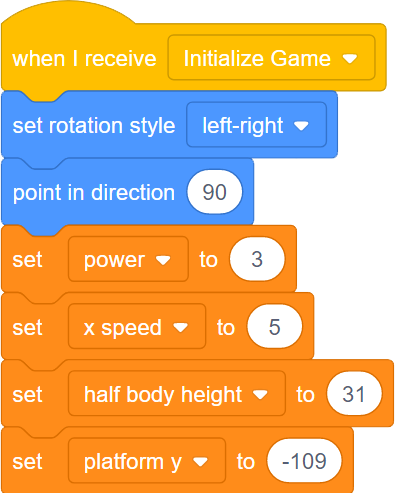 when I receive Initialize Game
set rotation style left-right
point in direction 90
set power to 3
set x speed to 5
set half body height to 31
set platform y to -109